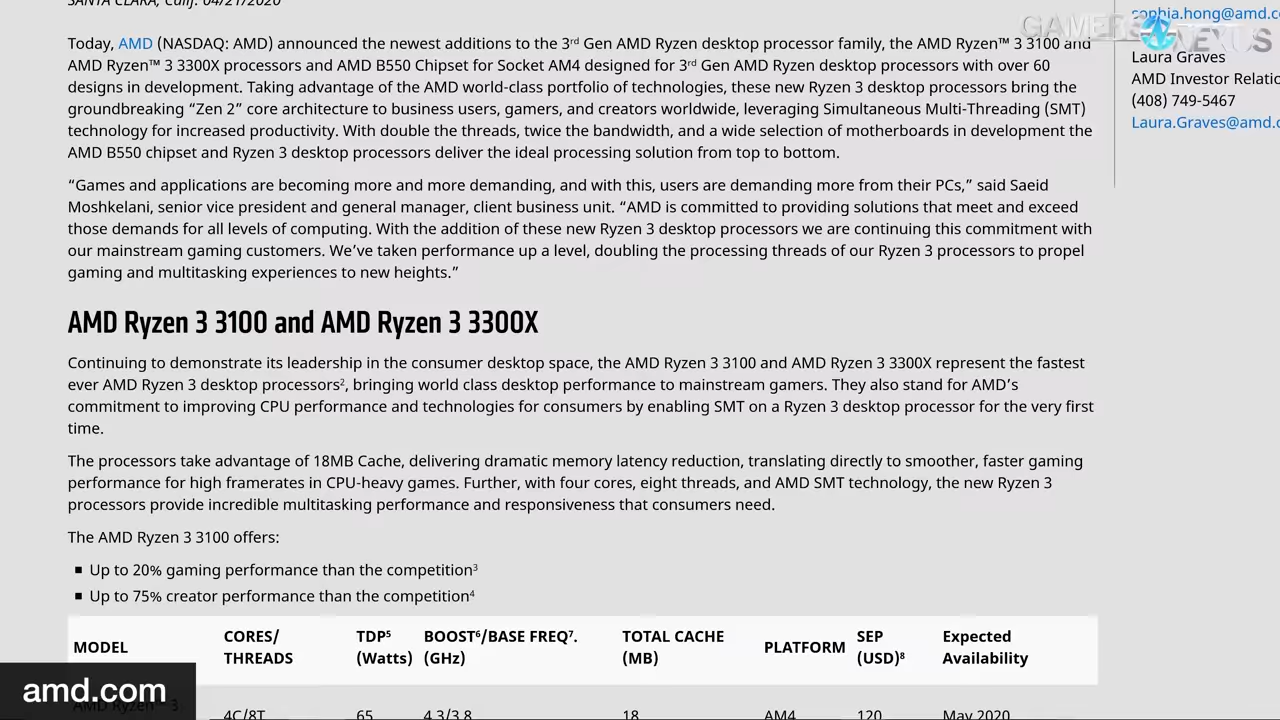 SANTA CLARA, Calif. 04/21/2020
Today, AMD (NASDAQ: AMD) announced the newest additions to the 3rd Gen AMD Ryzen desktop processor family, the AMD Ryzen™ 3 3100 and
AMD Ryzen™ 3 3300X processors and AMD B550 Chipset for Socket AM4 designed for 3rd Gen AMD Ryzen desktop processors with over 60
designs in development. Taking advantage of the AMD world-class portfolio of technologies, these new Ryzen 3 desktop processors bring the
groundbreaking “Zen 2” core architecture to business users, gamers, and creators worldwide, leveraging Simultaneous Multi-Threading (SMT)
technology for increased productivity. With double the threads, twice the bandwidth, and a wide selection of motherboards in development the
AMD B550 chipset and Ryzen 3 desktop processors deliver the ideal processing solution from top to bottom.
“Games and applications are becoming more and more demanding, and with this, users are demanding more from their PCs,” said Saeid
Moshkelani, senior vice president and general manager, client business unit. “AMD is committed to providing solutions that meet and exceed
those demands for all levels of computing. With the addition of these new Ryzen 3 desktop processors we are continuing this commitment with
our mainstream gaming customers. We’ve taken performance up a level, doubling the processing threads of our Ryzen 3 processors to propel
gaming and multitasking experiences to new heights.”
AMD Ryzen 3 3100 and AMD Ryzen 3 3300X
Continuing to demonstrate its leadership in the consumer desktop space, the AMD Ryzen 3 3100 and AMD Ryzen 3 3300X represent the fastest
ever AMD Ryzen 3 desktop processors², bringing world class desktop performance to mainstream gamers. They also stand for AMD’s
commitment to improving CPU performance and technologies for consumers by enabling SMT on a Ryzen 3 desktop processor for the very first
time.
The processors take advantage of 18MB Cache, delivering dramatic memory latency reduction, translating directly to smoother, faster gaming
performance for high framerates in CPU-heavy games. Further, with four cores, eight threads, and AMD SMT technology, the new Ryzen 3
processors provide incredible multitasking performance and responsiveness that consumers need.
The AMD Ryzen 3 3100 offers:
▪ Up to 20% gaming performance than the competition³
▪ Up to 75% creator performance than the competition⁴
MODEL CORES/ THREADS TDP⁵ (Watts) BOOST⁶/BASE FREQ⁷. (GHz) TOTAL CACHE (MB) PLATFORM SEP (USD)⁸ Expected Availability
AMD Ryzen™ 3 4C/8T 65 4.3/3.8 18 AM4 120 May 2020
sophia.hong@amd.c
Laura Graves
AMD Investor Relatio
(408) 749-5467
Laura.Graves@amd.c
GAMERS NEXUS
amd.com